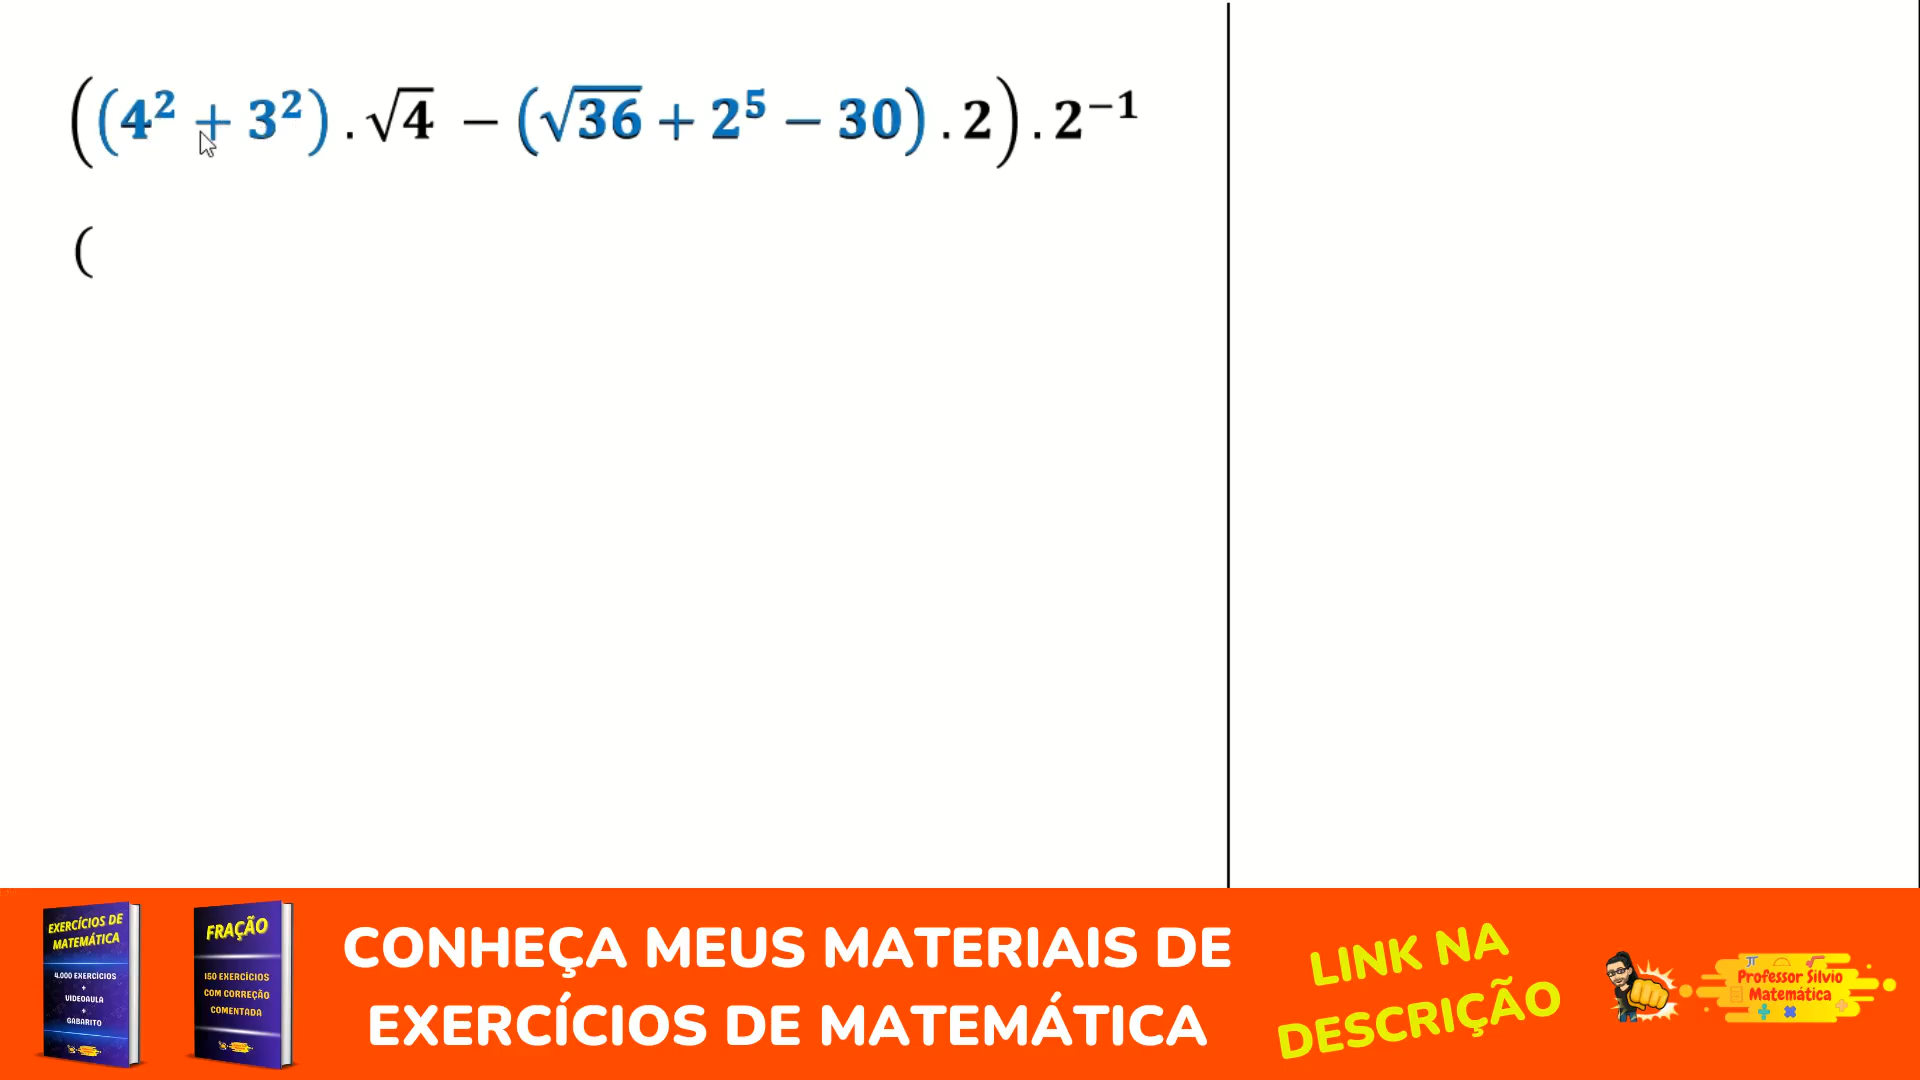 ((4² + 3²) . √4 − (√36 + 2⁵ − 30) . 2) . 2⁻¹
(
EXERCÍCIOS DE
MATEMÁTICA
4.000 EXERCÍCIOS
+
VIDEOAULA
+
GABARITO
FRAÇÃO
150 EXERCÍCIOS
COM CORREÇÃO
COMENTADA
CONHEÇA MEUS MATERIAIS DE
EXERCÍCIOS DE MATEMÁTICA
LINK NA
DESCRIÇÃO
Professor Silvio
Matemática